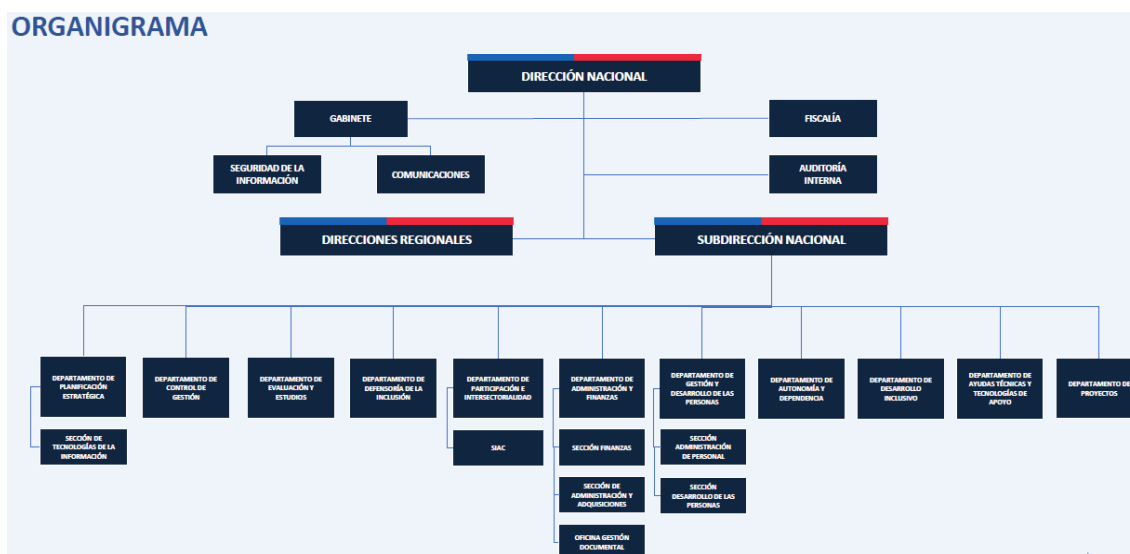 ORGANIGRAMA
DIRECCIÓN NACIONAL
GABINETE
FISCALÍA
SEGURIDAD DE LA
INFORMACIÓN
COMUNICACIONES
AUDITORÍA
INTERNA
DIRECCIONES REGIONALES
SUBDIRECCIÓN NACIONAL
DEPARTAMENTO DE
PLANIFICACIÓN
ESTRATÉGICA
DEPARTAMENTO DE
CONTROL DE
GESTIÓN
DEPARTAMENTO DE
EVALUACIÓN Y
ESTUDIOS
DEPARTAMENTO DE
DEFENSORÍA DE LA
INCLUSIÓN
DEPARTAMENTO DE
PARTICIPACIÓN E
INTERSECTORIALIDAD
DEPARTAMENTO DE
ADMINISTRACIÓN Y
FINANZAS
DEPARTAMENTO DE
GESTIÓN Y
DESARROLLO DE LAS
PERSONAS
DEPARTAMENTO DE
AUTONOMÍA Y
DEPENDENCIA
DEPARTAMENTO DE
DESARROLLO
INCLUSIVO
DEPARTAMENTO DE
AYUDAS TÉCNICAS Y
TECNOLOGÍAS DE
APOYO
DEPARTAMENTO DE
PROYECTOS
SECCIÓN DE
TECNOLOGÍAS DE LA
INFORMACIÓN
SIAC
SECCIÓN FINANZAS
SECCIÓN
ADMINISTRACIÓN
DE PERSONAL
SECCIÓN DE
ADMINISTRACIÓN Y
ADQUISICIONES
SECCIÓN
DESARROLLO DE LAS
PERSONAS
OFICINA GESTIÓN
DOCUMENTAL